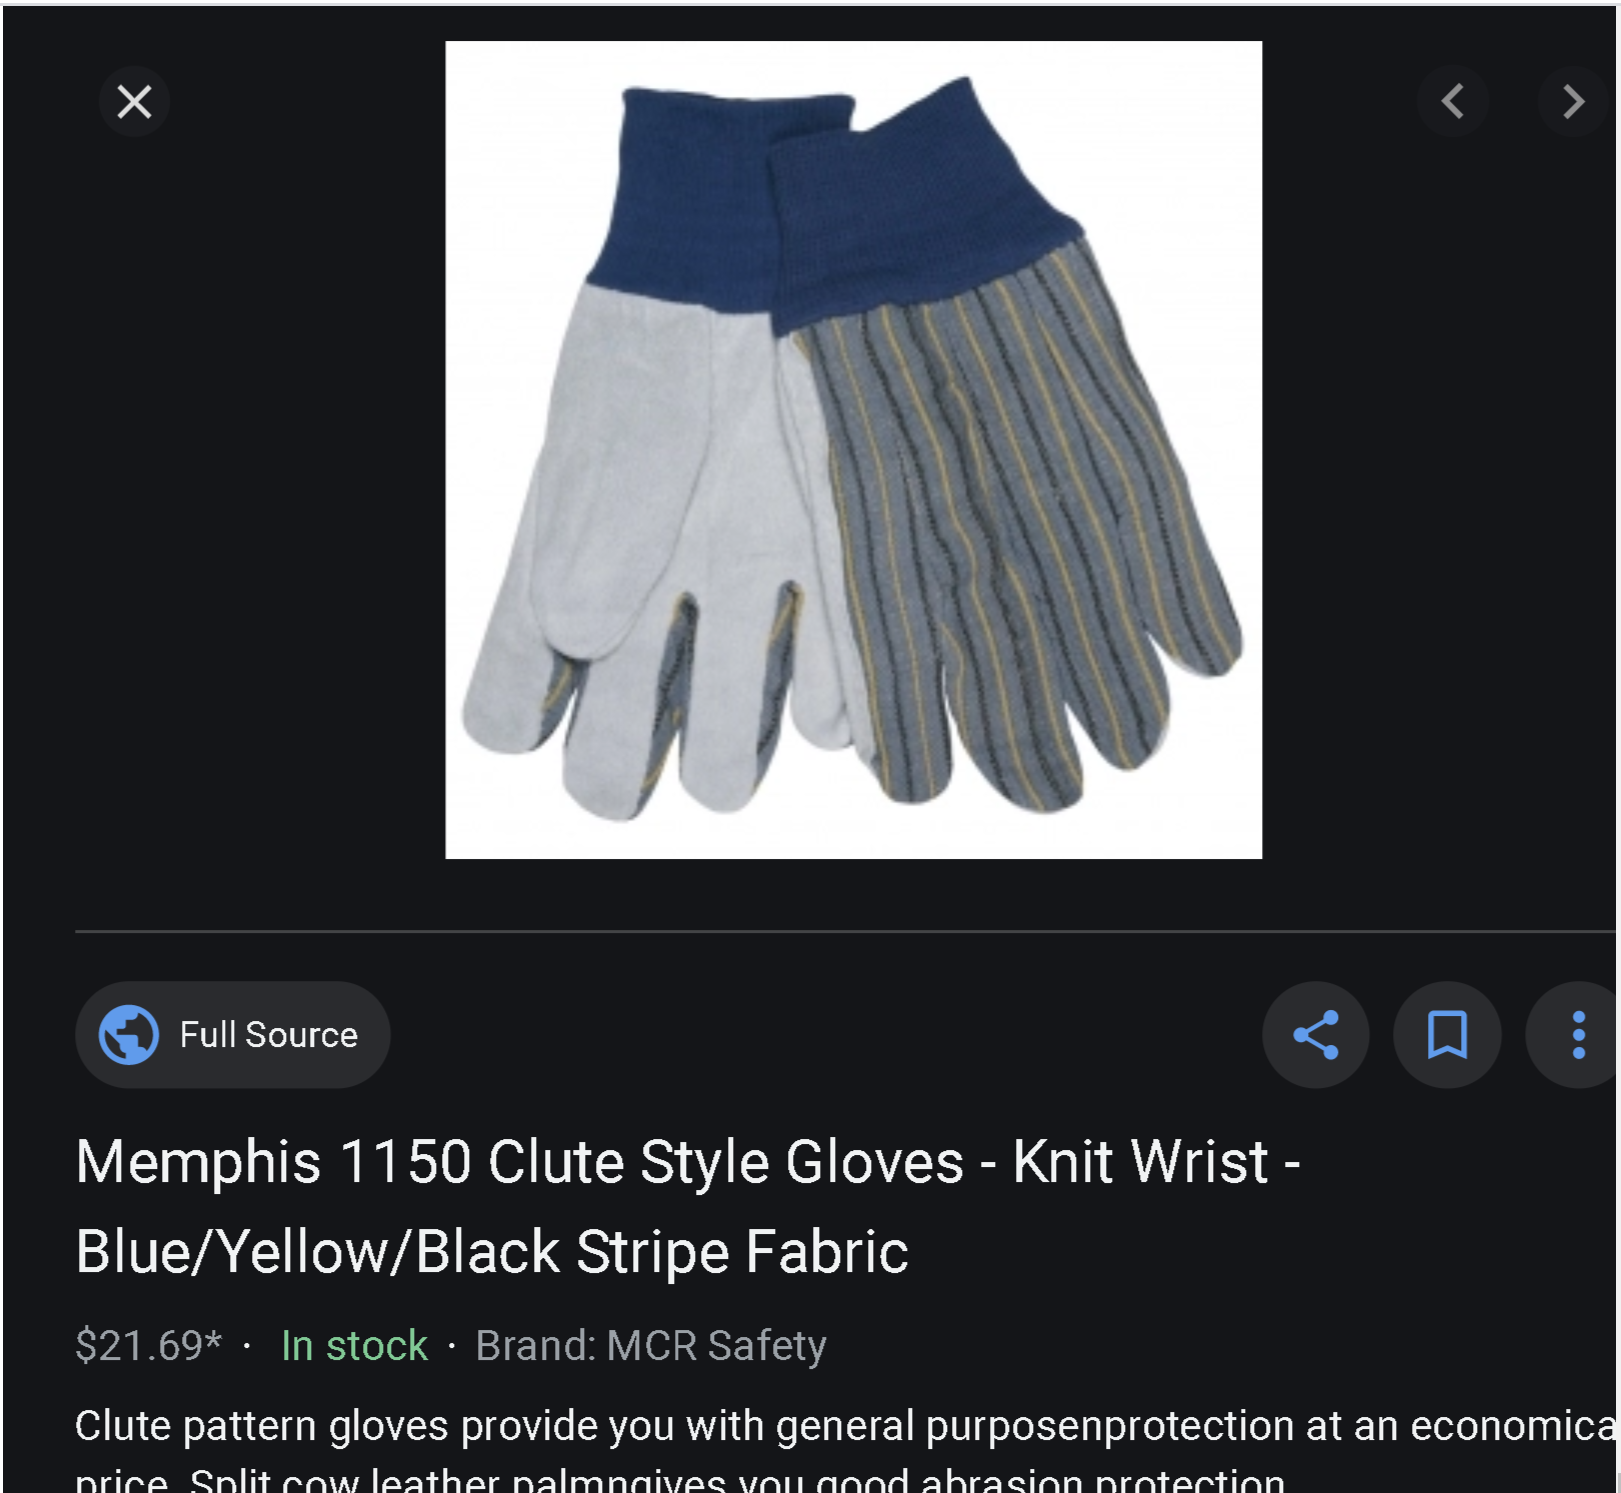 Full Source
Memphis 1150 Clute Style Gloves - Knit Wrist -
Blue/Yellow/Black Stripe Fabric
$21.69* · In stock · Brand: MCR Safety
Clute pattern gloves provide you with general purposenprotection at an economica
price. Split cow leather palmngives you good abrasion protection